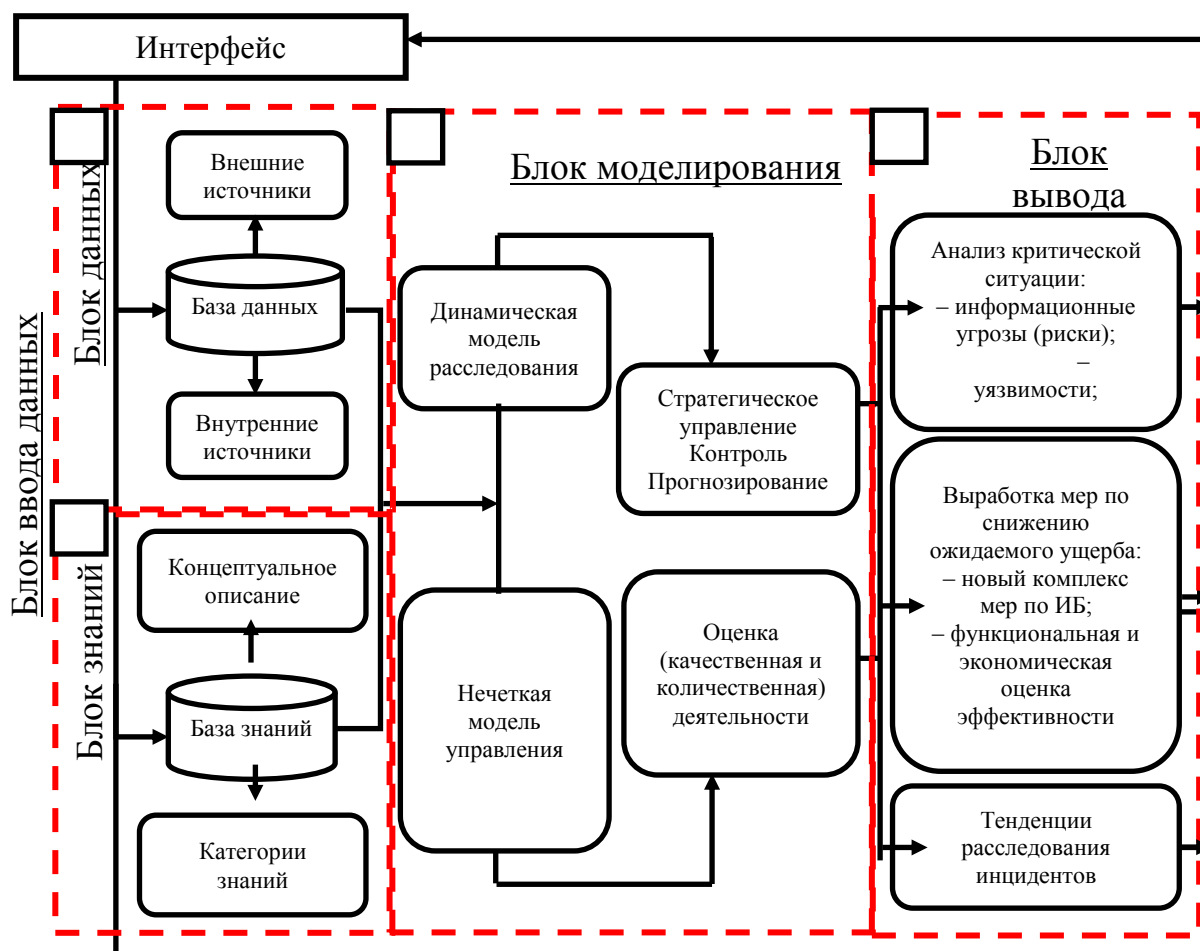 Интерфейс
Блок ввода данных
Блок данных
Внешние
источники
База данных
Внутренние
источники
Блок знаний
Концептуальное
описание
База знаний
Категории
знаний
Блок моделирования
Динамическая
модель
расследования
Стратегическое
управление
Контроль
Прогнозирование
Нечеткая
модель
управления
Оценка
(качественная и
количественная)
деятельности
Блок
вывода
Анализ критической
ситуации:
– информационные
угрозы (риски);
–
уязвимости;
Выработка мер по
снижению
ожидаемого ущерба:
– новый комплекс
мер по ИБ;
– функциональная и
экономическая
оценка
эффективности
Тенденции
расследования
инцидентов